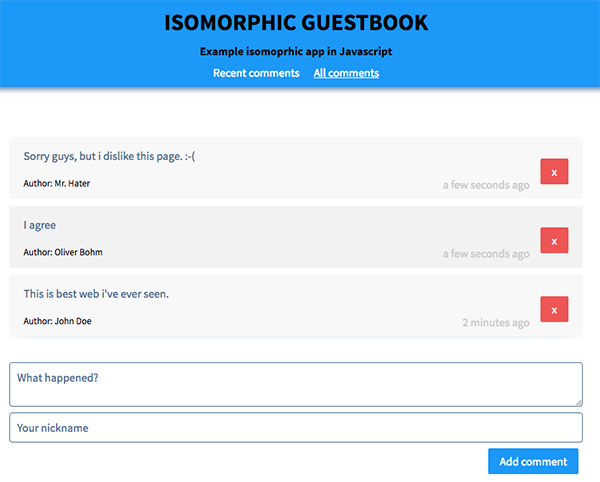 ISOMORPHIC GUESTBOOK
Example isomoprhic app in Javascript
Recent comments All comments
Sorry guys, but i dislike this page. :-(
Author: Mr. Hater
a few seconds ago
x
I agree
Author: Oliver Bohm
a few seconds ago
x
This is best web i've ever seen.
Author: John Doe
2 minutes ago
x
What happened?
Your nickname
Add comment